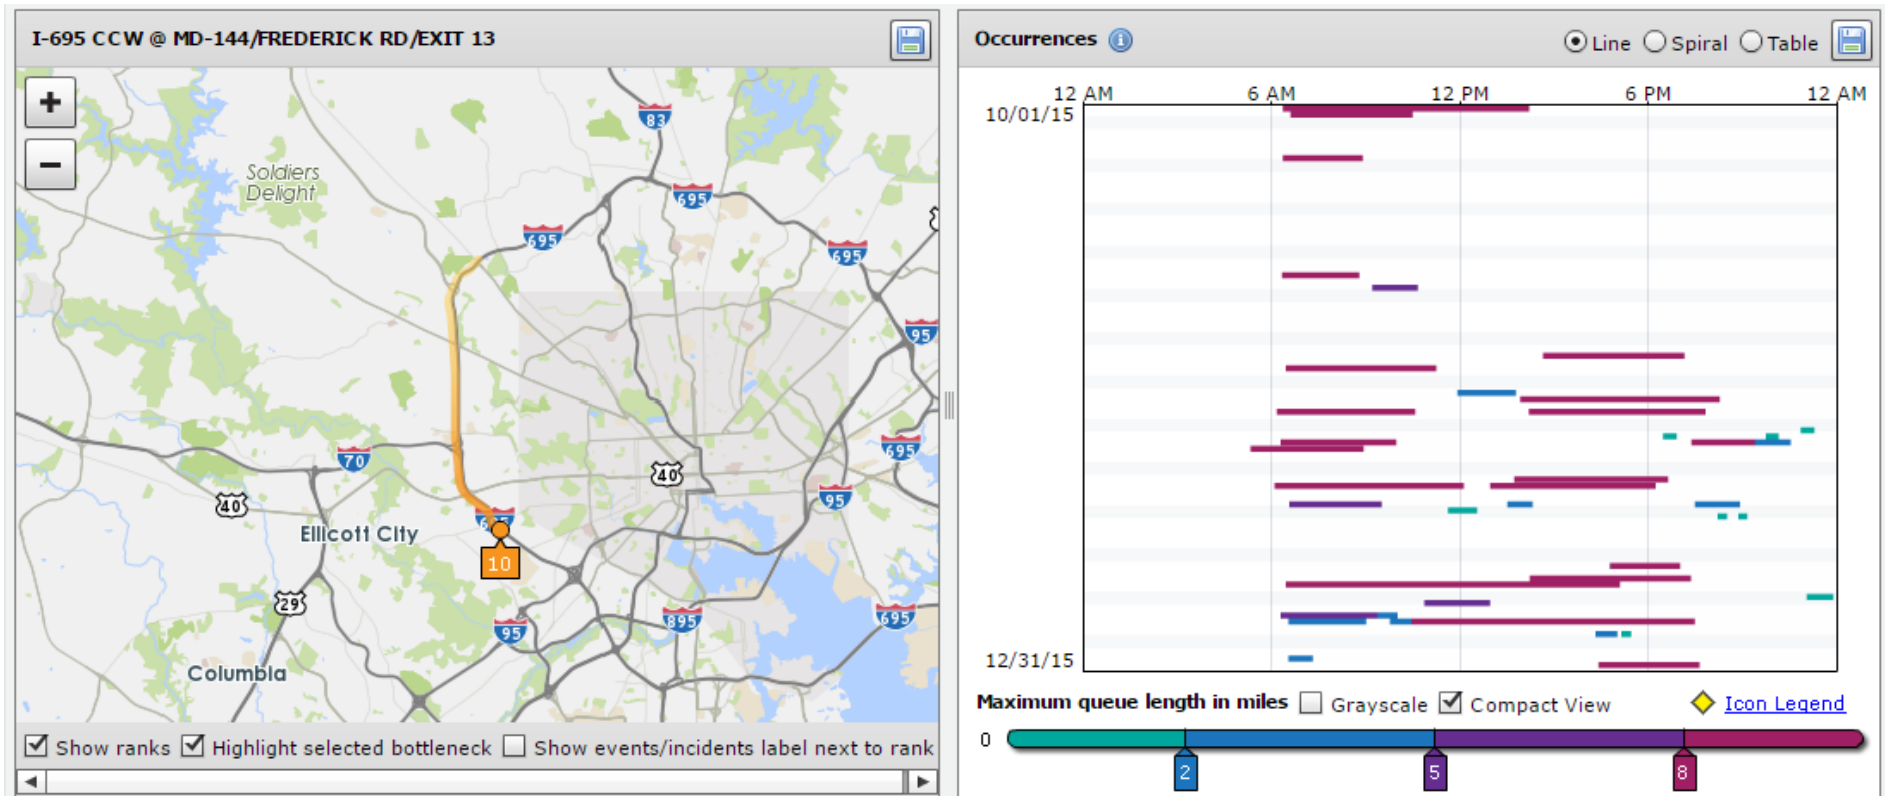 I-695 CCW @ MD-144/FREDERICK RD/EXIT 13
+
−
Soldiers
Delight
83
695
695
695
95
70
40
40
695
95
Ellicott City
10
29
95
895
695
Columbia
Show ranks Highlight selected bottleneck Show events/incidents label next to rank
Occurrences Line Spiral Table
12 AM 6 AM 12 PM 6 PM 12 AM
10/01/15
12/31/15
Maximum queue length in miles Grayscale Compact View Icon Legend
0
2 5 8